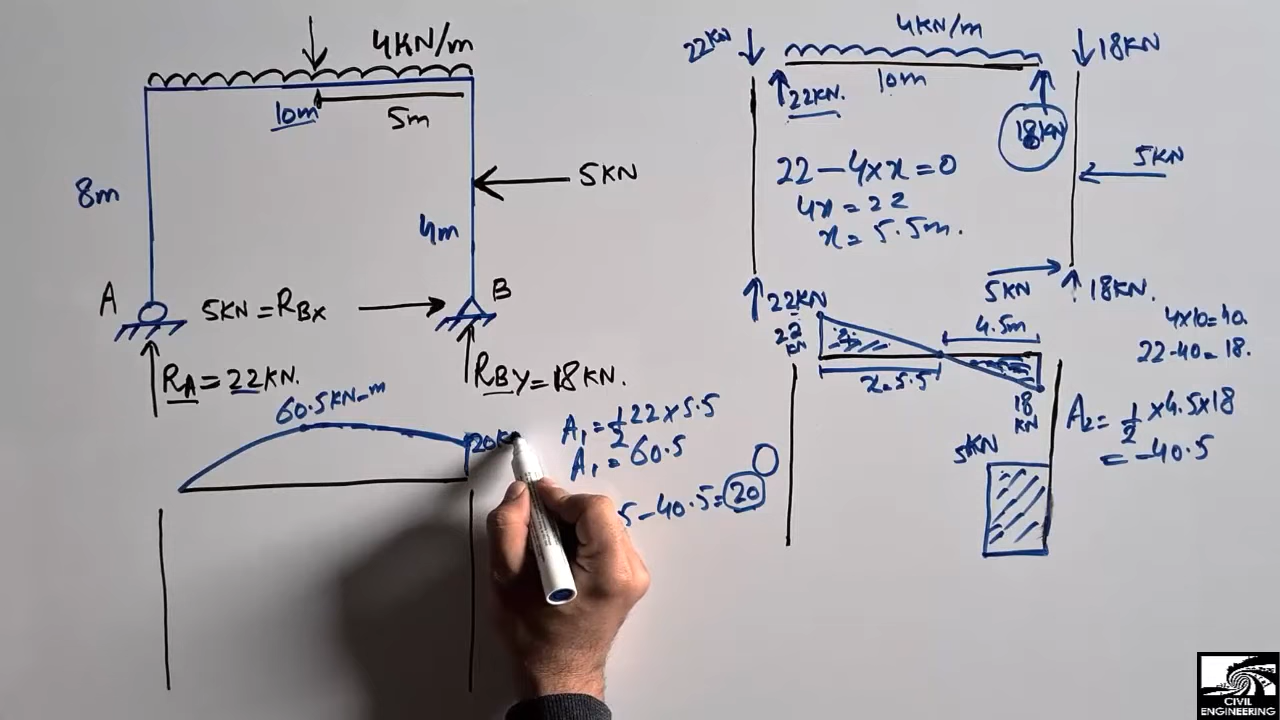 4KN/m
10m
5m
8m
5KN
4m
A
5KN = RBx
B
RA = 22KN.
RBy = 18KN.
60.5KN-m
20K
A1 = 1/2 22 x 5.5
A1 = 60.5
5 - 40.5 = 20
22KN
4KN/m
18KN
22KN.
10m
18KN
5KN
22 - 4 x x = 0
4x = 22
x = 5.5m.
5KN
18KN.
22KN
22
KN
4.5m
x = 5.5
18
KN
4x10 = 40.
22-40 = 18.
A2 = 1/2 x 4.5 x 18
= -40.5
5KN
CIVIL
ENGINEERING